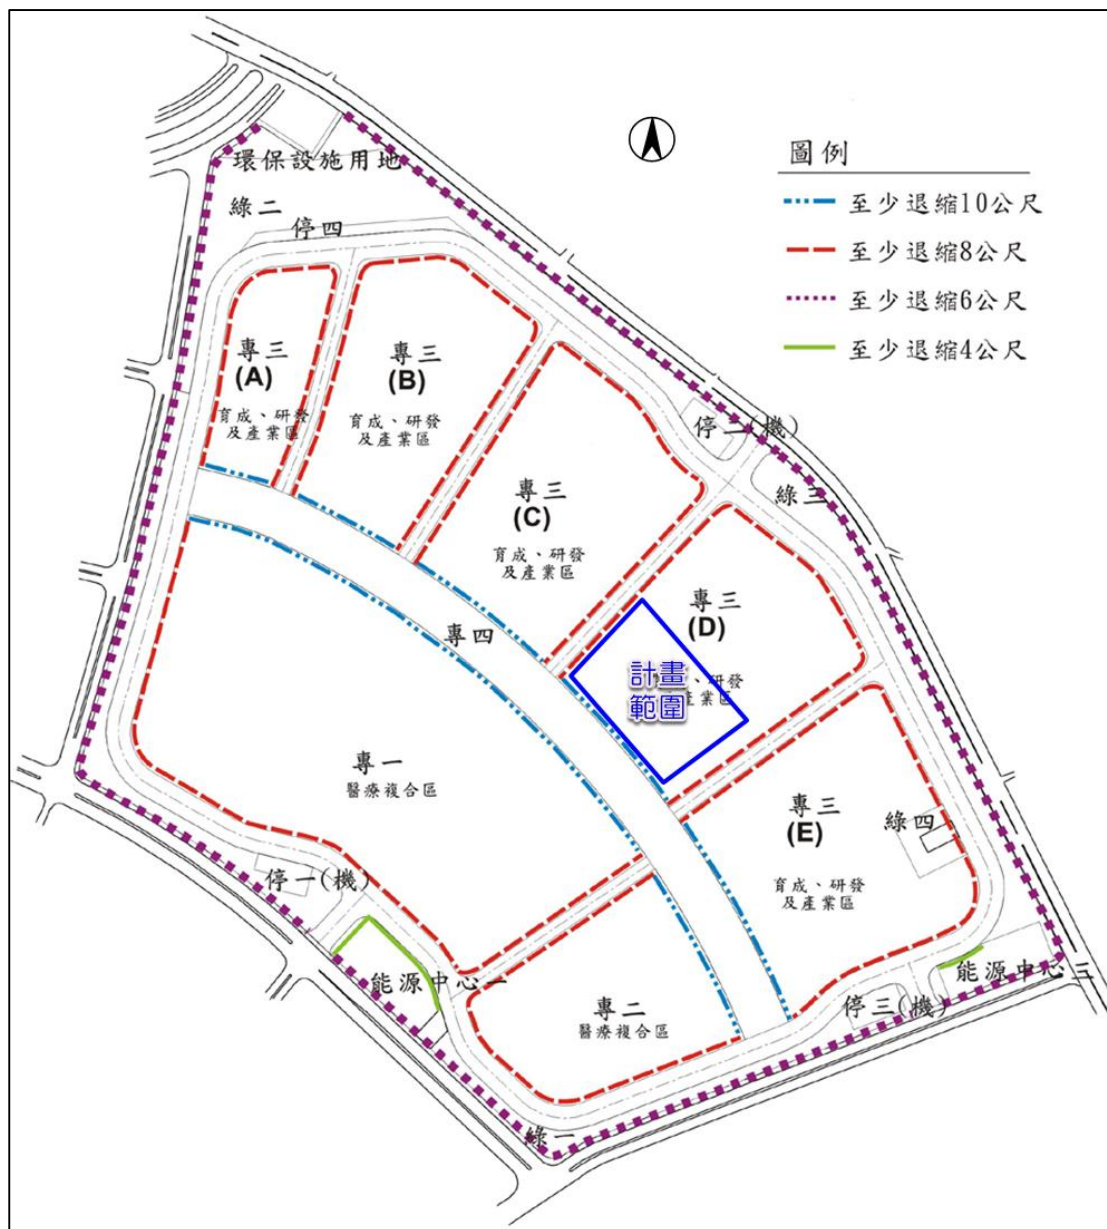 圖例
至少退縮10公尺
至少退縮8公尺
至少退縮6公尺
至少退縮4公尺
環保設施用地
綠二
停四
專三
(A)
育成、研發
及產業區
專三
(B)
育成、研發
及產業區
停二(機)
綠三
專三
(C)
育成、研發
及產業區
專三
(D)
計畫
範圍
、研發
產業區
專四
專一
醫療複合區
專三
(E)
育成、研發
及產業區
綠四
停一(機)
能源中心一
專二
醫療複合區
停三(機)
能源中心二
綠一